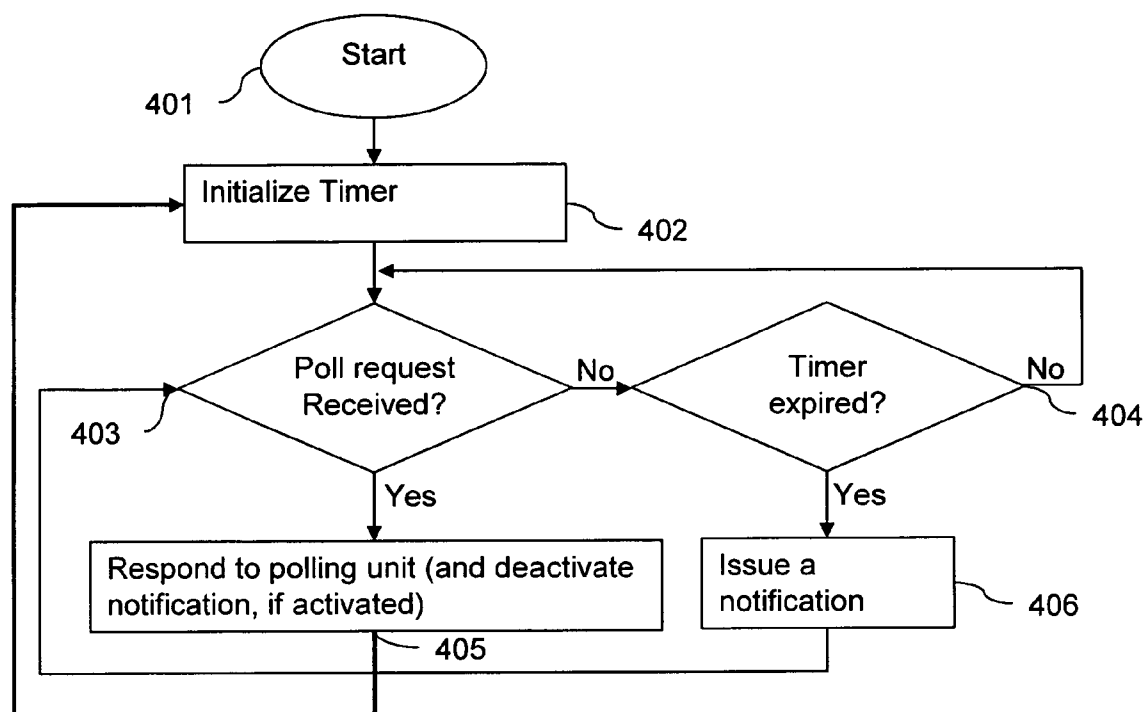 Start
401
Initialize Timer
402
Poll request
Received?
No
Timer
expired?
No
403
404
Yes
Yes
Respond to polling unit (and deactivate
notification, if activated)
Issue a
notification
405
406